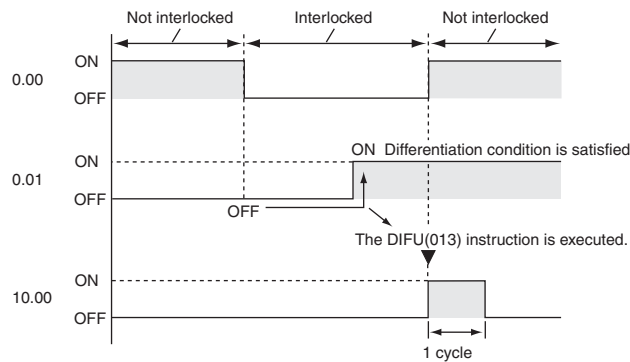 Not interlocked Interlocked Not interlocked
ON
0.00
OFF
ON Differentiation condition is satisfied
ON
0.01
OFF
OFF
The DIFU(013) instruction is executed.
ON
10.00
OFF
1 cycle